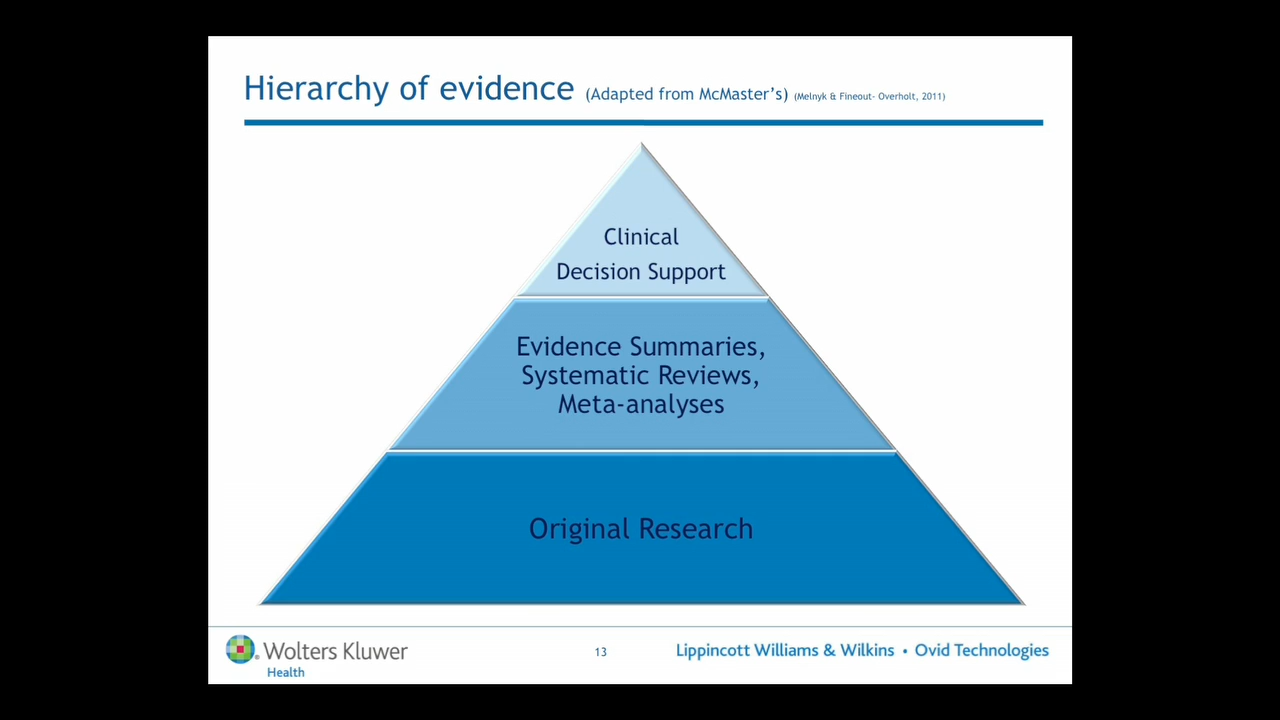 Hierarchy of evidence (Adapted from McMaster's) (Melnyk & Fineout- Overholt, 2011)
Clinical
Decision Support
Evidence Summaries,
Systematic Reviews,
Meta-analyses
Original Research
Wolters Kluwer
Health
13
Lippincott Williams & Wilkins • Ovid Technologies